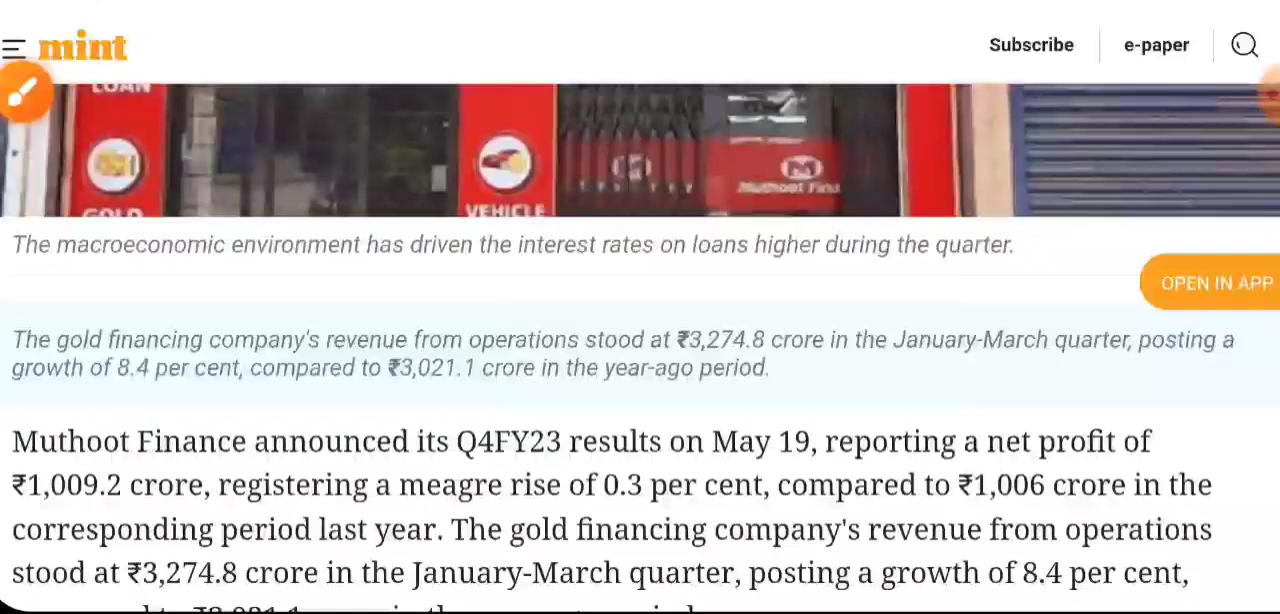 mint
Subscribe
e-paper
LOAN
GOLD
VEHICLE
The macroeconomic environment has driven the interest rates on loans higher during the quarter.
OPEN IN APP
The gold financing company's revenue from operations stood at ₹3,274.8 crore in the January-March quarter, posting a
growth of 8.4 per cent, compared to ₹3,021.1 crore in the year-ago period.
Muthoot Finance announced its Q4FY23 results on May 19, reporting a net profit of
₹1,009.2 crore, registering a meagre rise of 0.3 per cent, compared to ₹1,006 crore in the
corresponding period last year. The gold financing company's revenue from operations
stood at ₹3,274.8 crore in the January-March quarter, posting a growth of 8.4 per cent,